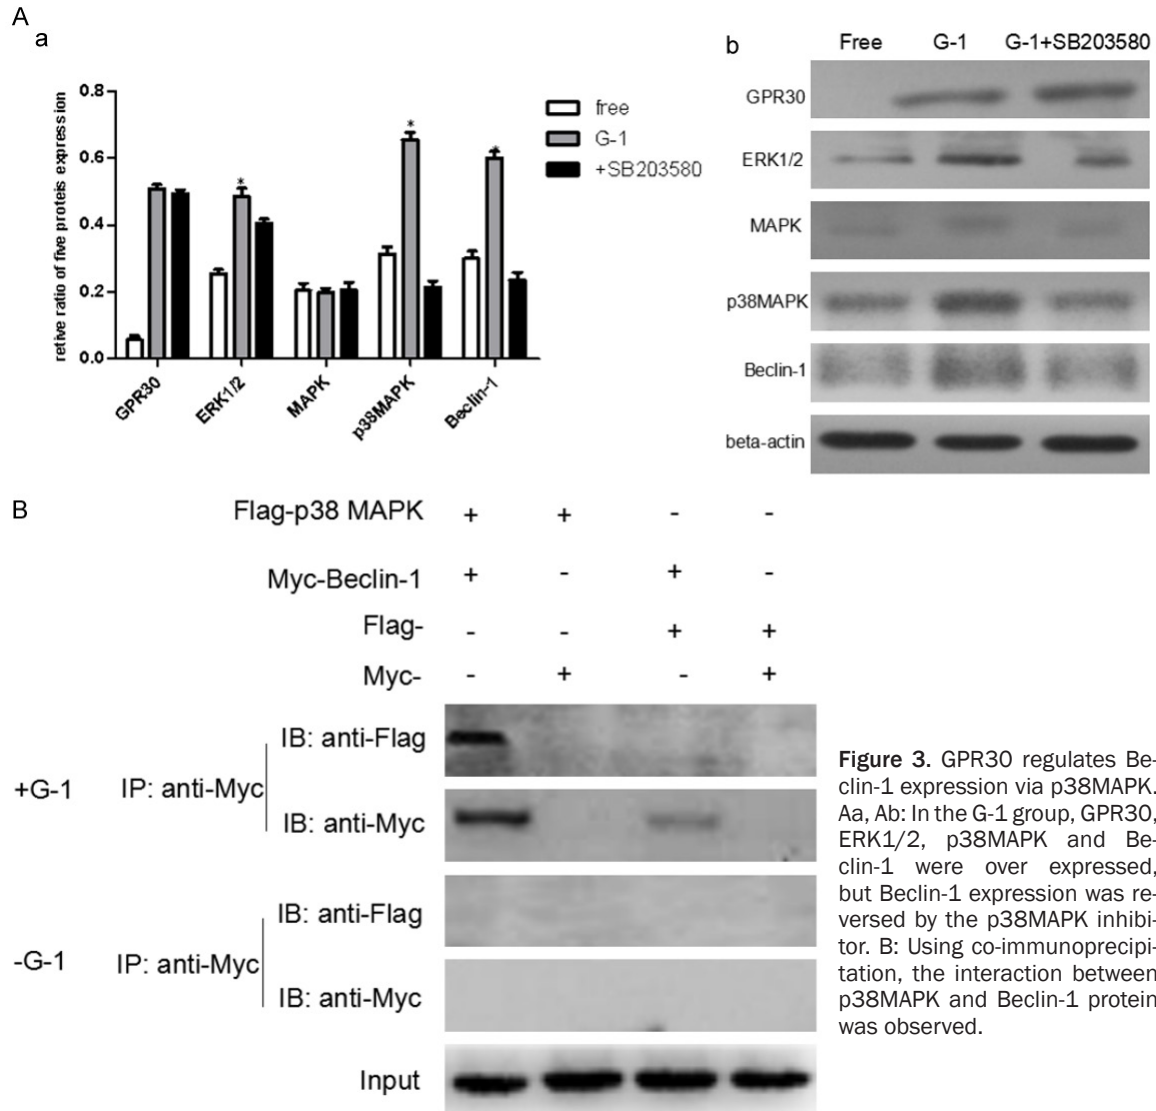 A
a
retive ratio of five proteis expression
0.8
0.6
0.4
0.2
0.0
*
*
*
GPR30
ERK1/2
MAPK
p38MAPK
Beclin-1
free
G-1
+SB203580
b
Free G-1 G-1+SB203580
GPR30
ERK1/2
MAPK
p38MAPK
Beclin-1
beta-actin
B
Flag-p38 MAPK + + - -
Myc-Beclin-1 + - + -
Flag- - - + +
Myc- - + - +
+G-1
IP: anti-Myc
IB: anti-Flag
IB: anti-Myc
-G-1
IP: anti-Myc
IB: anti-Flag
IB: anti-Myc
Input
Figure 3. GPR30 regulates Be-
clin-1 expression via p38MAPK.
Aa, Ab: In the G-1 group, GPR30,
ERK1/2, p38MAPK and Be-
clin-1 were over expressed,
but Beclin-1 expression was re-
versed by the p38MAPK inhibi-
tor. B: Using co-immunoprecipi-
tation, the interaction between
p38MAPK and Beclin-1 protein
was observed.